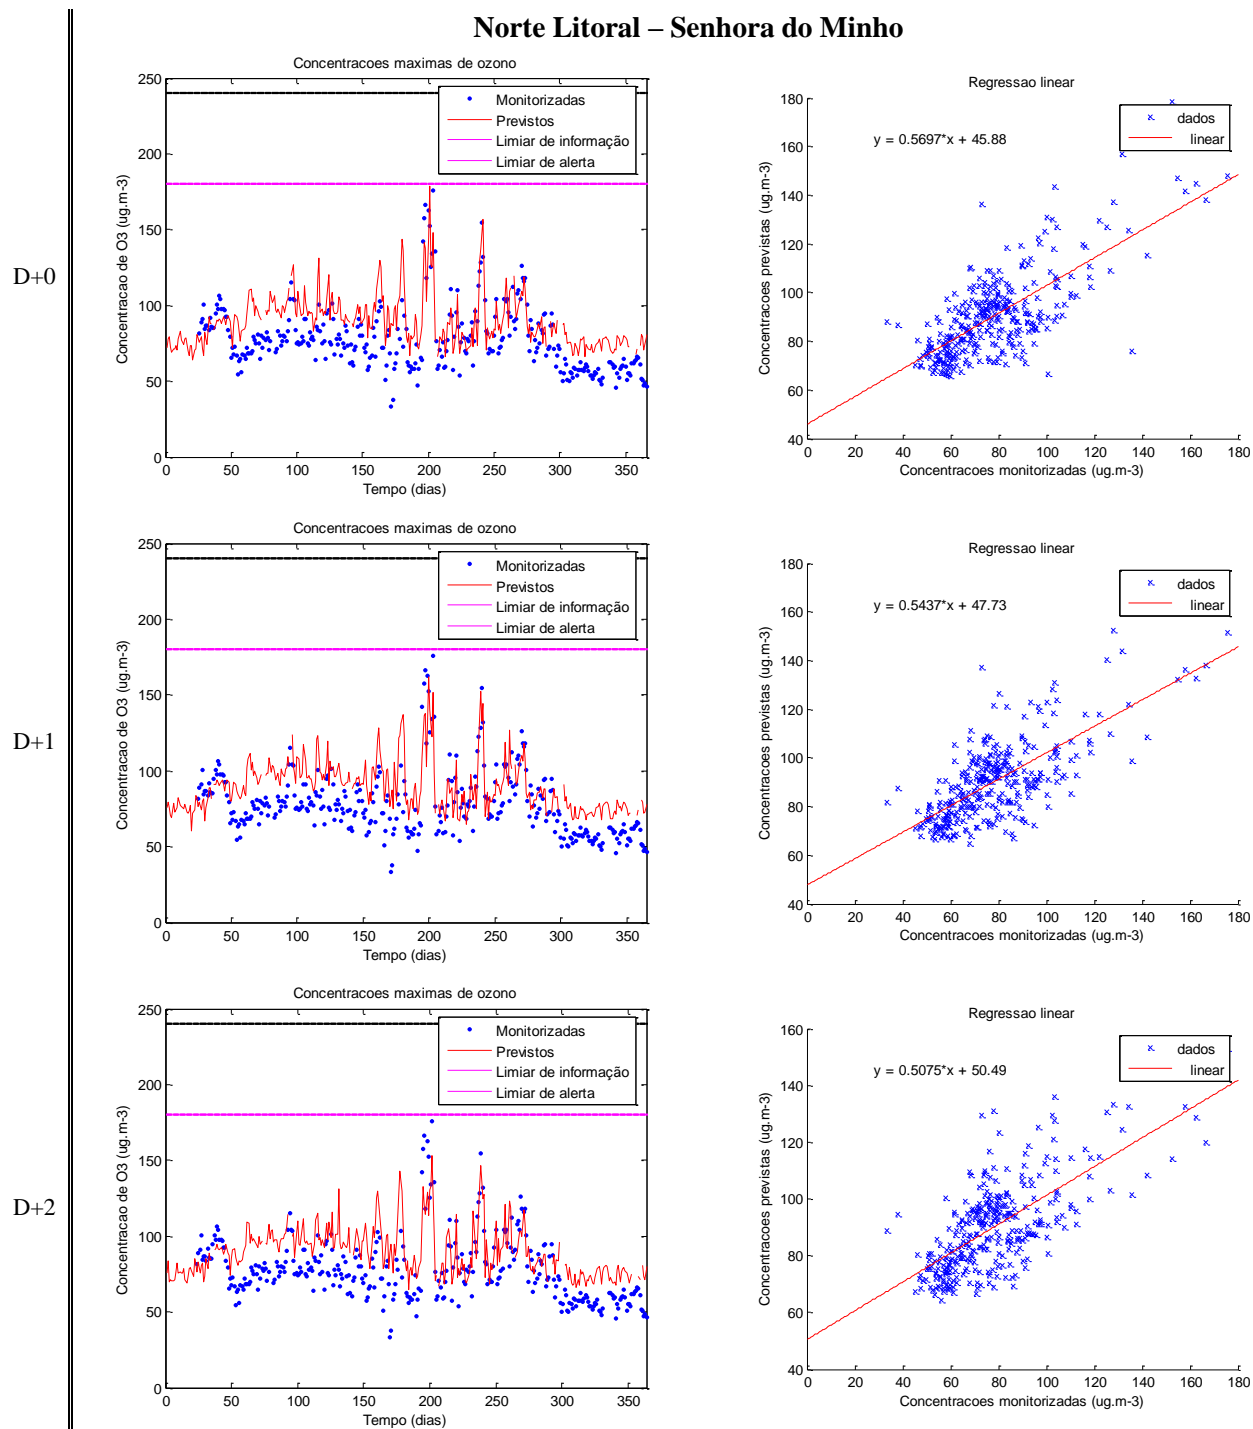 Norte Litoral – Senhora do Minho
D+0
Concentracoes maximas de ozono
250
200
150
100
50
0
Concentracao de O3 (ug.m-3)
Monitorizadas
Previstos
Limiar de informação
Limiar de alerta
0 50 100 150 200 250 300 350
Tempo (dias)
Regressao linear
180
160
140
120
100
80
60
40
Concentracoes previstas (ug.m-3)
y = 0.5697*x + 45.88
dados
linear
0 20 40 60 80 100 120 140 160 180
Concentracoes monitorizadas (ug.m-3)
D+1
Concentracoes maximas de ozono
250
200
150
100
50
0
Concentracao de O3 (ug.m-3)
Monitorizadas
Previstos
Limiar de informação
Limiar de alerta
0 50 100 150 200 250 300 350
Tempo (dias)
Regressao linear
180
160
140
120
100
80
60
40
Concentracoes previstas (ug.m-3)
y = 0.5437*x + 47.73
dados
linear
0 20 40 60 80 100 120 140 160 180
Concentracoes monitorizadas (ug.m-3)
D+2
Concentracoes maximas de ozono
250
200
150
100
50
0
Concentracao de O3 (ug.m-3)
Monitorizadas
Previstos
Limiar de informação
Limiar de alerta
0 50 100 150 200 250 300 350
Tempo (dias)
Regressao linear
160
140
120
100
80
60
40
Concentracoes previstas (ug.m-3)
y = 0.5075*x + 50.49
dados
linear
0 20 40 60 80 100 120 140 160 180
Concentracoes monitorizadas (ug.m-3)